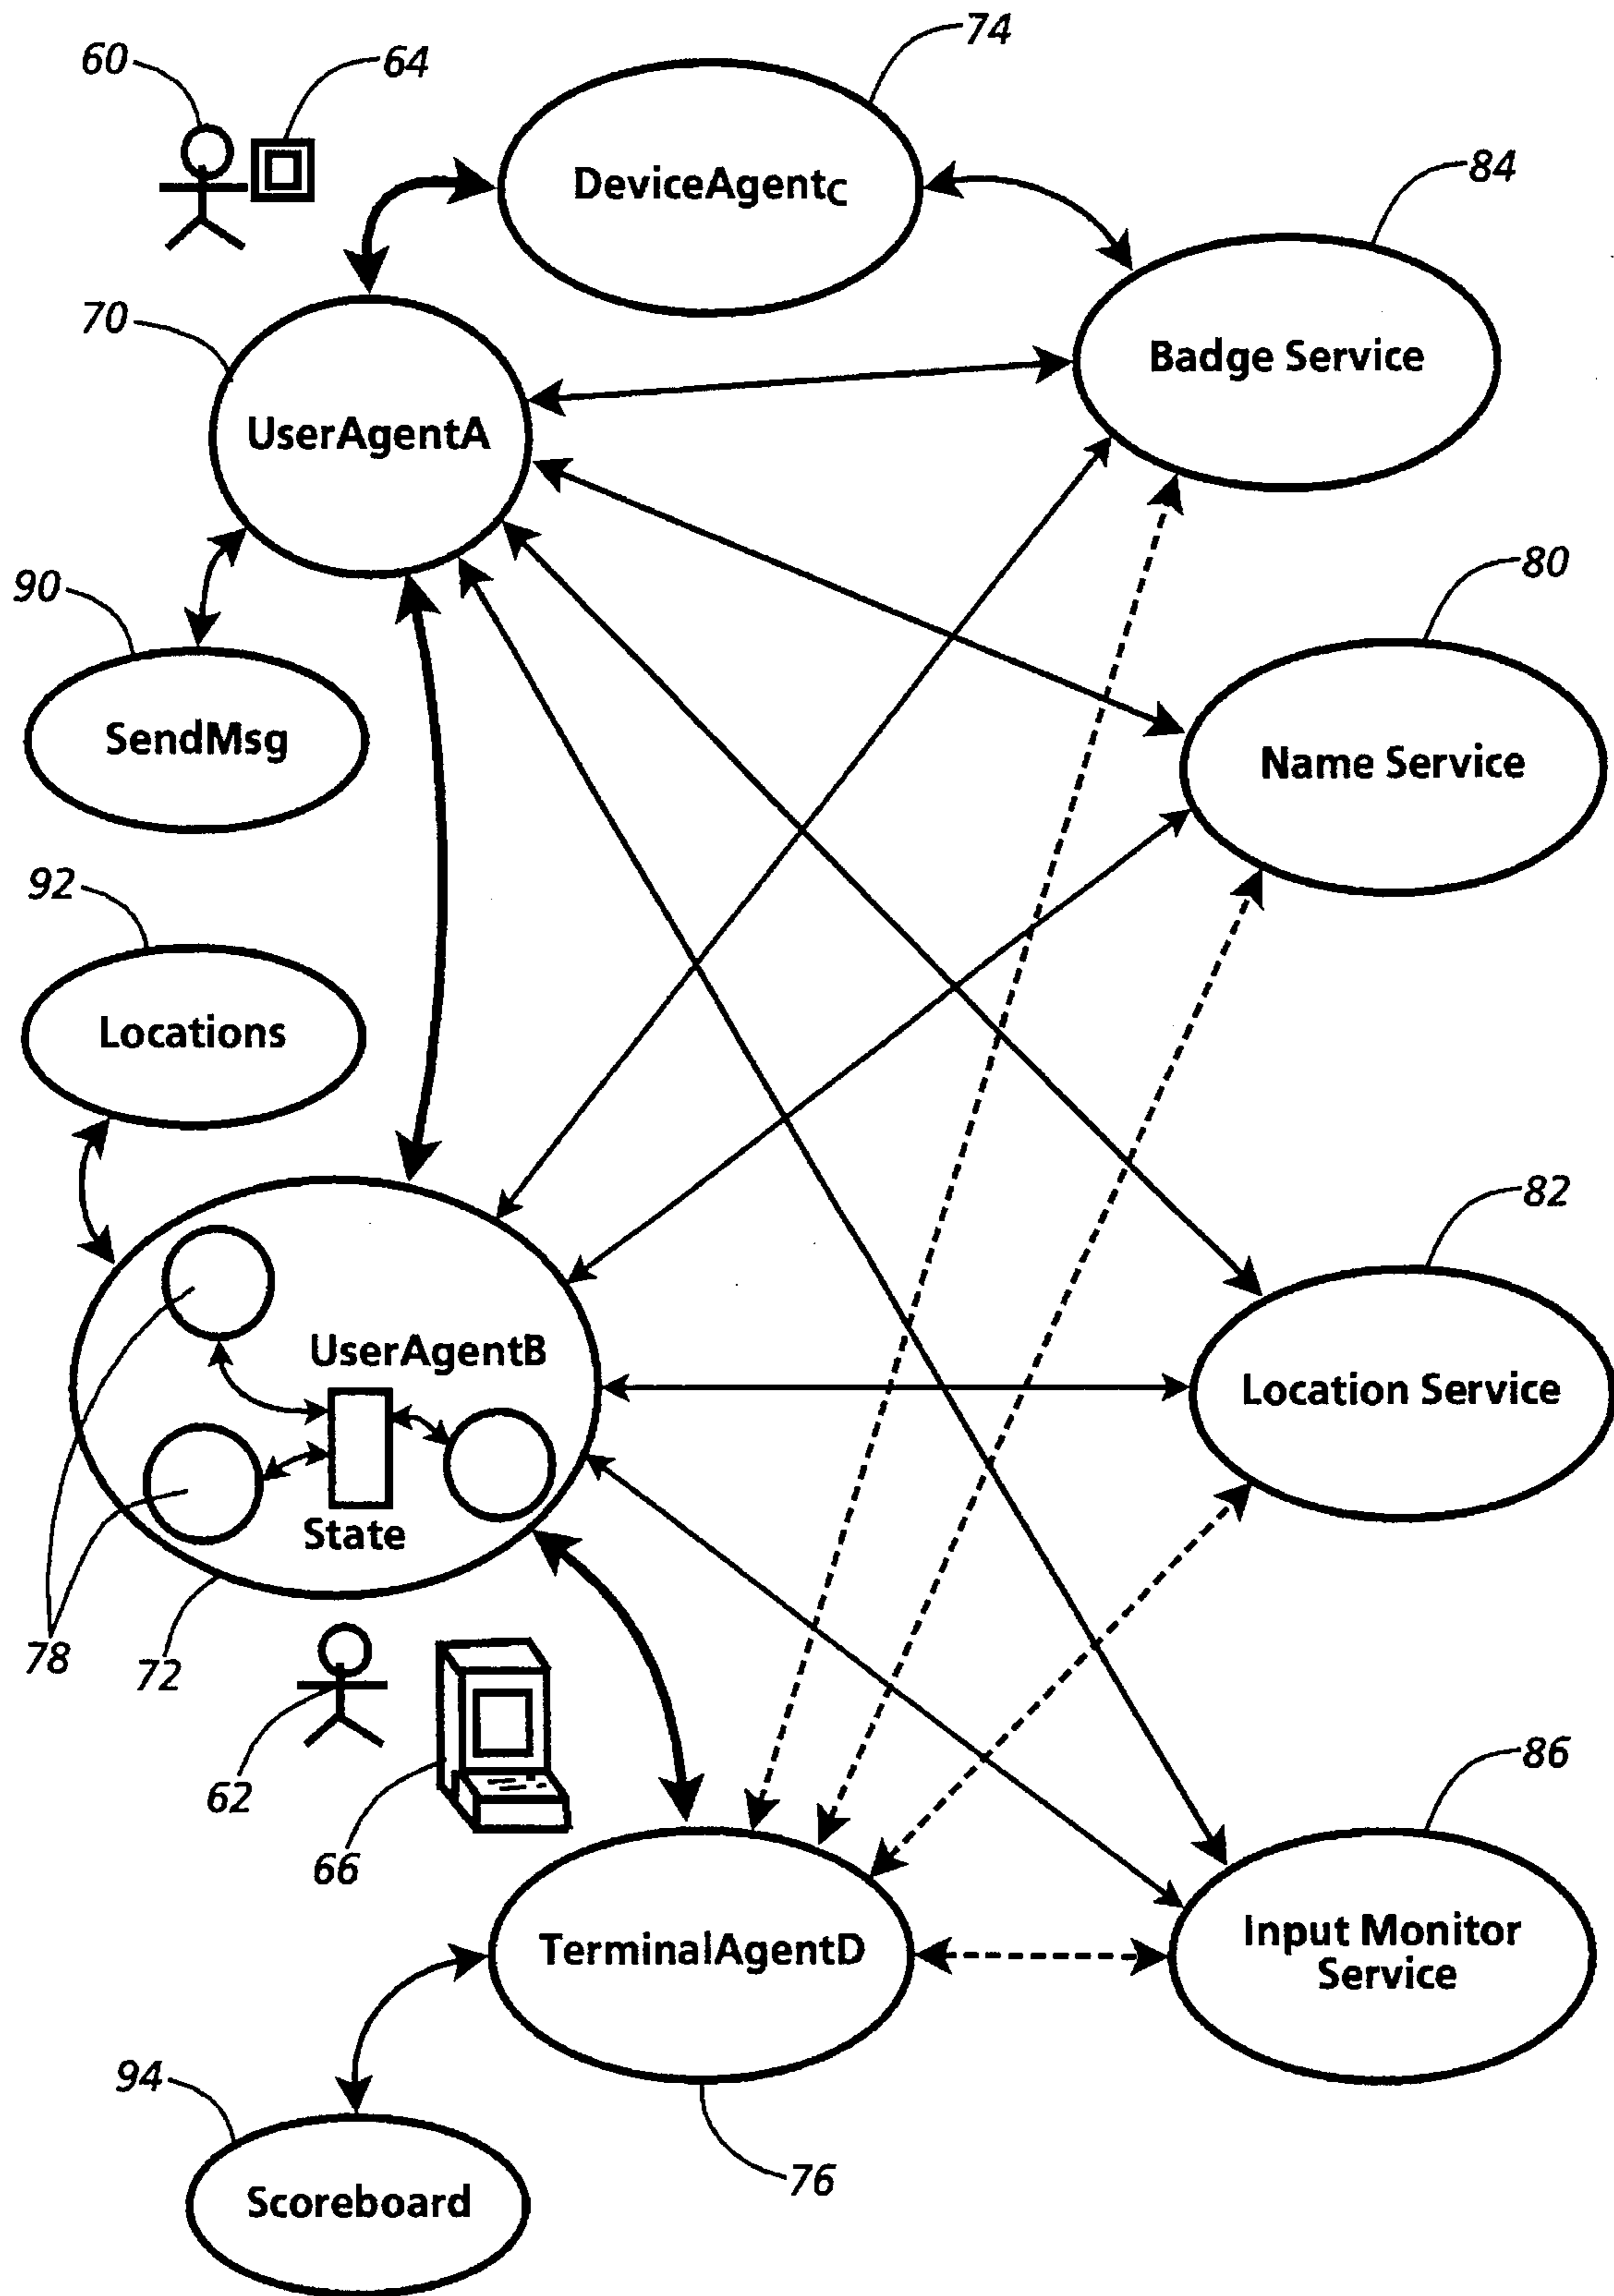 74
60
64
DeviceAgentC
84
70
Badge Service
UserAgentA
80
90
SendMsg
Name Service
92
Locations
82
UserAgentB
Location Service
State
78
72
86
62
66
Input Monitor
Service
TerminalAgentD
94
76
Scoreboard